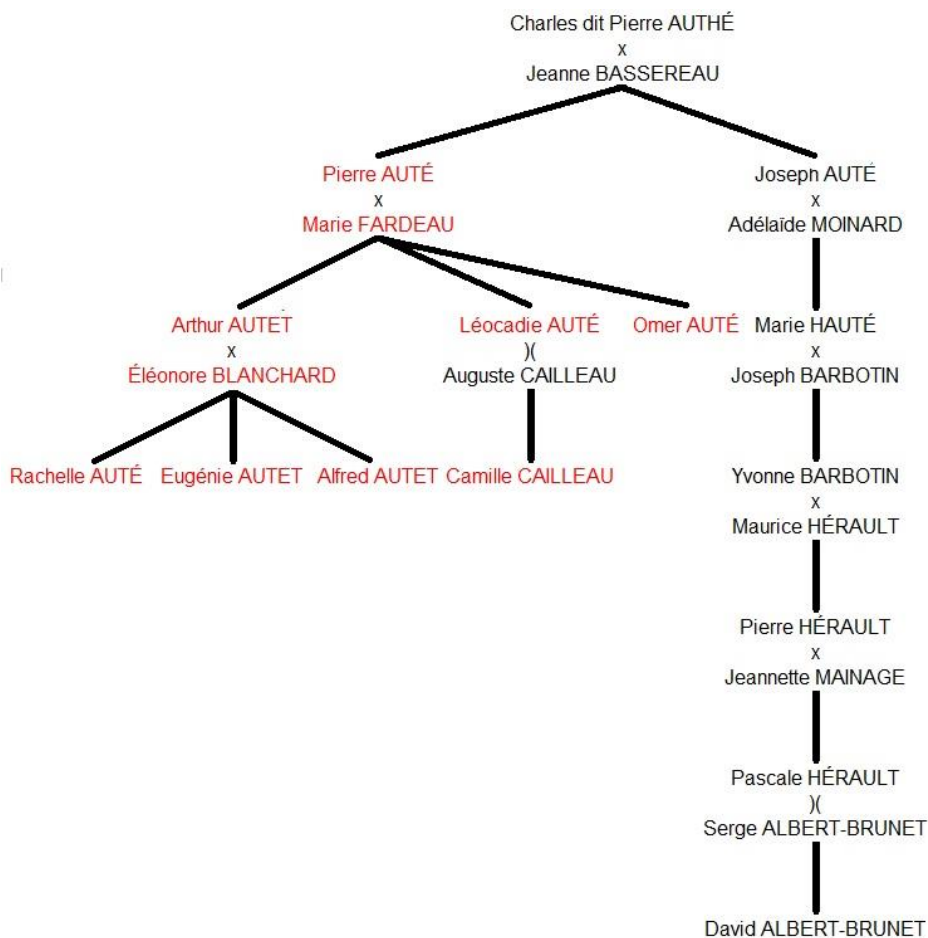 Charles dit Pierre AUTHÉ
x
Jeanne BASSEREAU
Pierre AUTÉ
x
Marie FARDEAU
Joseph AUTÉ
x
Adélaïde MOINARD
Arthur AUTET
x
Éléonore BLANCHARD
Léocadie AUTÉ
)(
Auguste CAILLEAU
Omer AUTÉ
Marie HAUTÉ
x
Joseph BARBOTIN
Rachelle AUTÉ
Eugénie AUTET
Alfred AUTET
Camille CAILLEAU
Yvonne BARBOTIN
x
Maurice HÉRAULT
Pierre HÉRAULT
x
Jeannette MAINAGE
Pascale HÉRAULT
)(
Serge ALBERT-BRUNET
David ALBERT-BRUNET